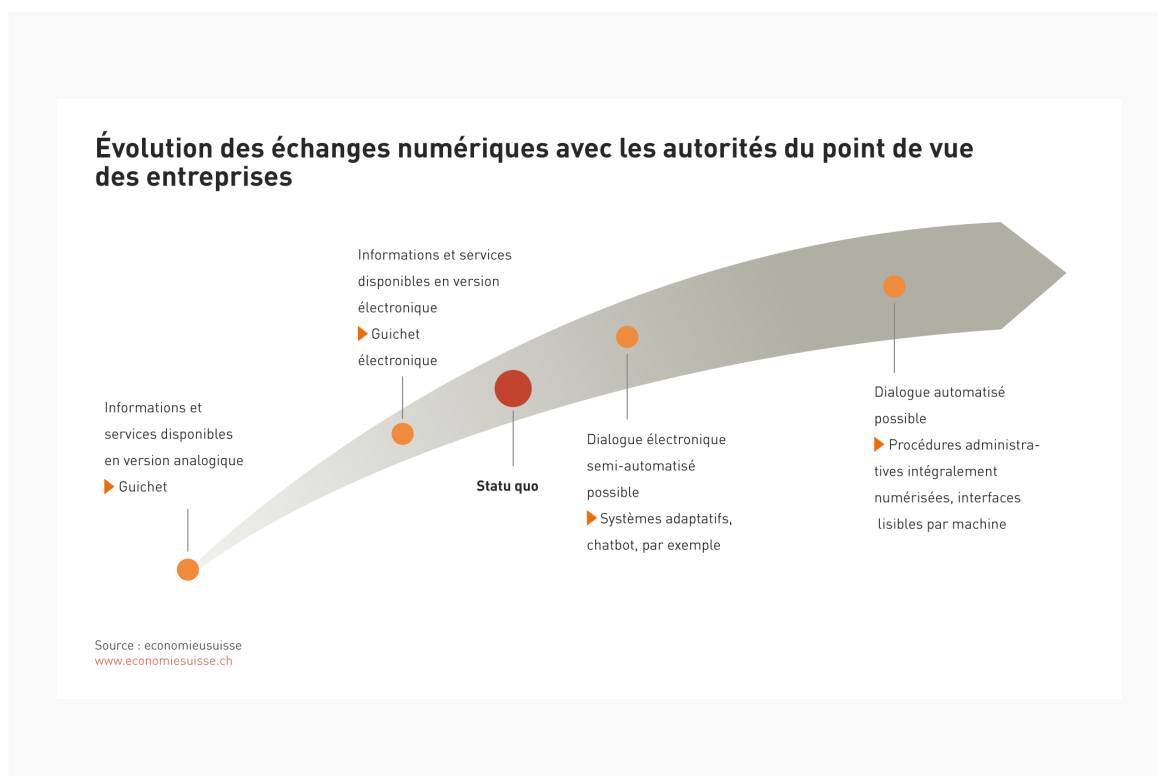 Évolution des échanges numériques avec les autorités du point de vue
des entreprises
Informations et
services disponibles
en version analogique
Guichet
Informations et services
disponibles en version
électronique
Guichet
électronique
Statu quo
Dialogue électronique
semi-automatisé
possible
Systèmes adaptatifs,
chatbot, par exemple
Dialogue automatisé
possible
Procédures administra-
tives intégralement
numérisées, interfaces
lisibles par machine
Source : economieusuisse
www.economiesuisse.ch